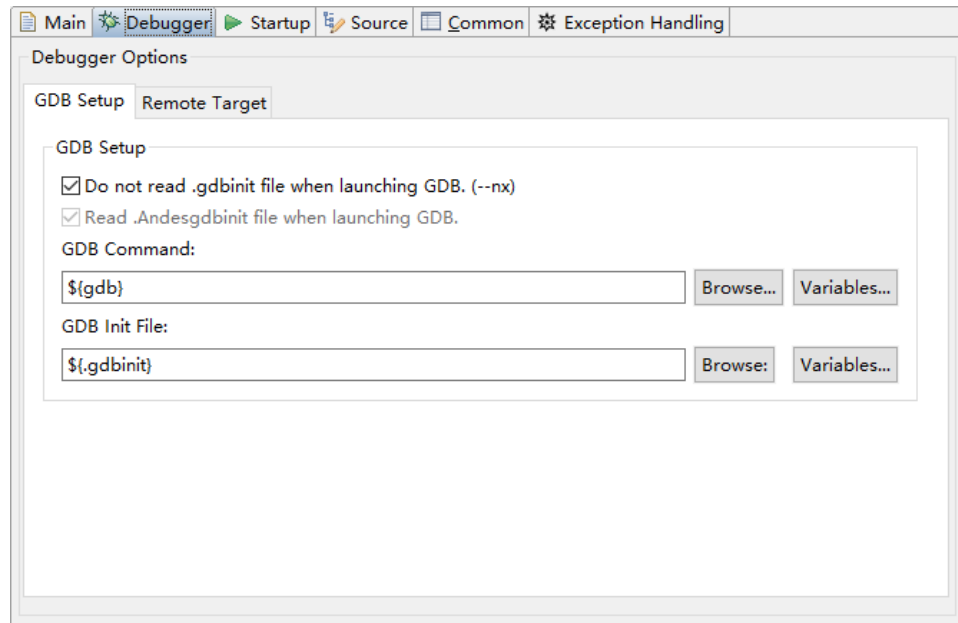 Main Debugger Startup Source Common Exception Handling
Debugger Options
GDB Setup Remote Target
GDB Setup
Do not read .gdbinit file when launching GDB. (--nx)
Read .Andesgdbinit file when launching GDB.
GDB Command:
${gdb} Browse... Variables...
GDB Init File:
${.gdbinit} Browse: Variables...